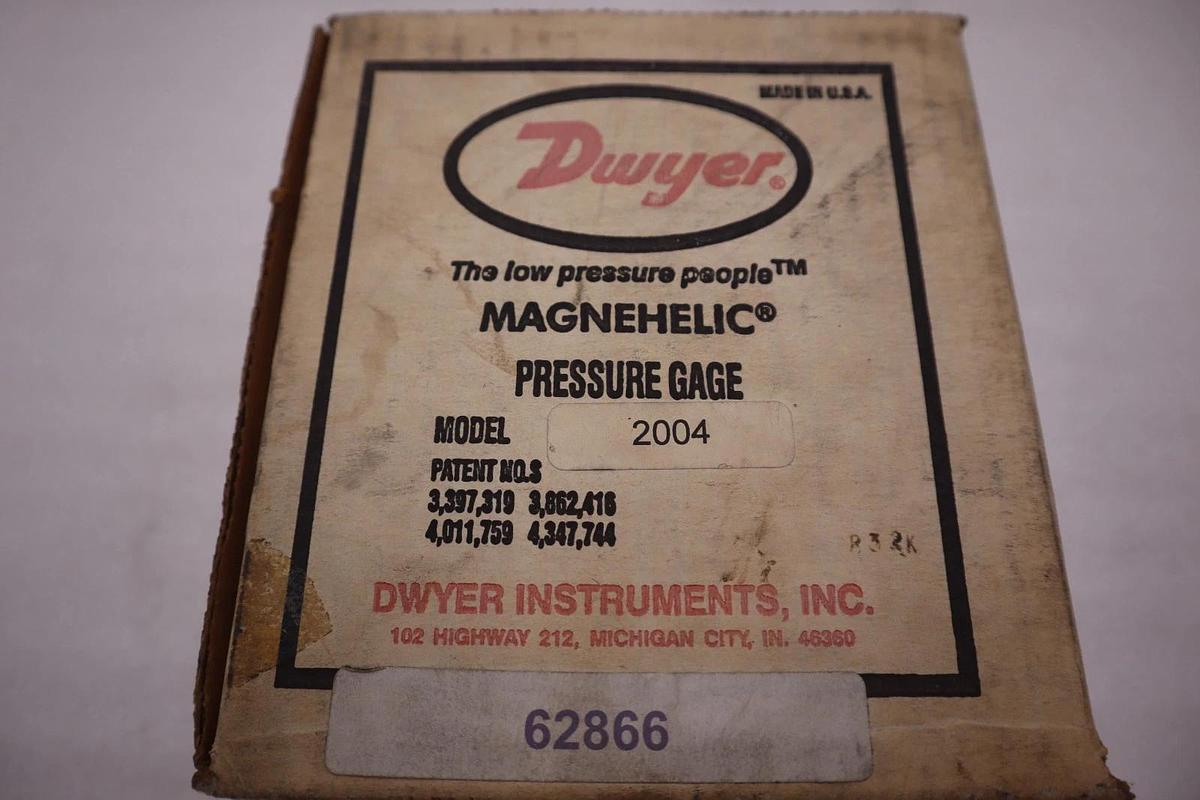 MADE IN U.S.A.
Dwyer®
The low pressure people™
MAGNEHELIC®
PRESSURE GAGE
MODEL 2004
PATENT NO.S
3,397,319 3,862,416
4,011,759 4,347,744
R32K
DWYER INSTRUMENTS, INC.
102 HIGHWAY 212, MICHIGAN CITY, IN. 46360
62866